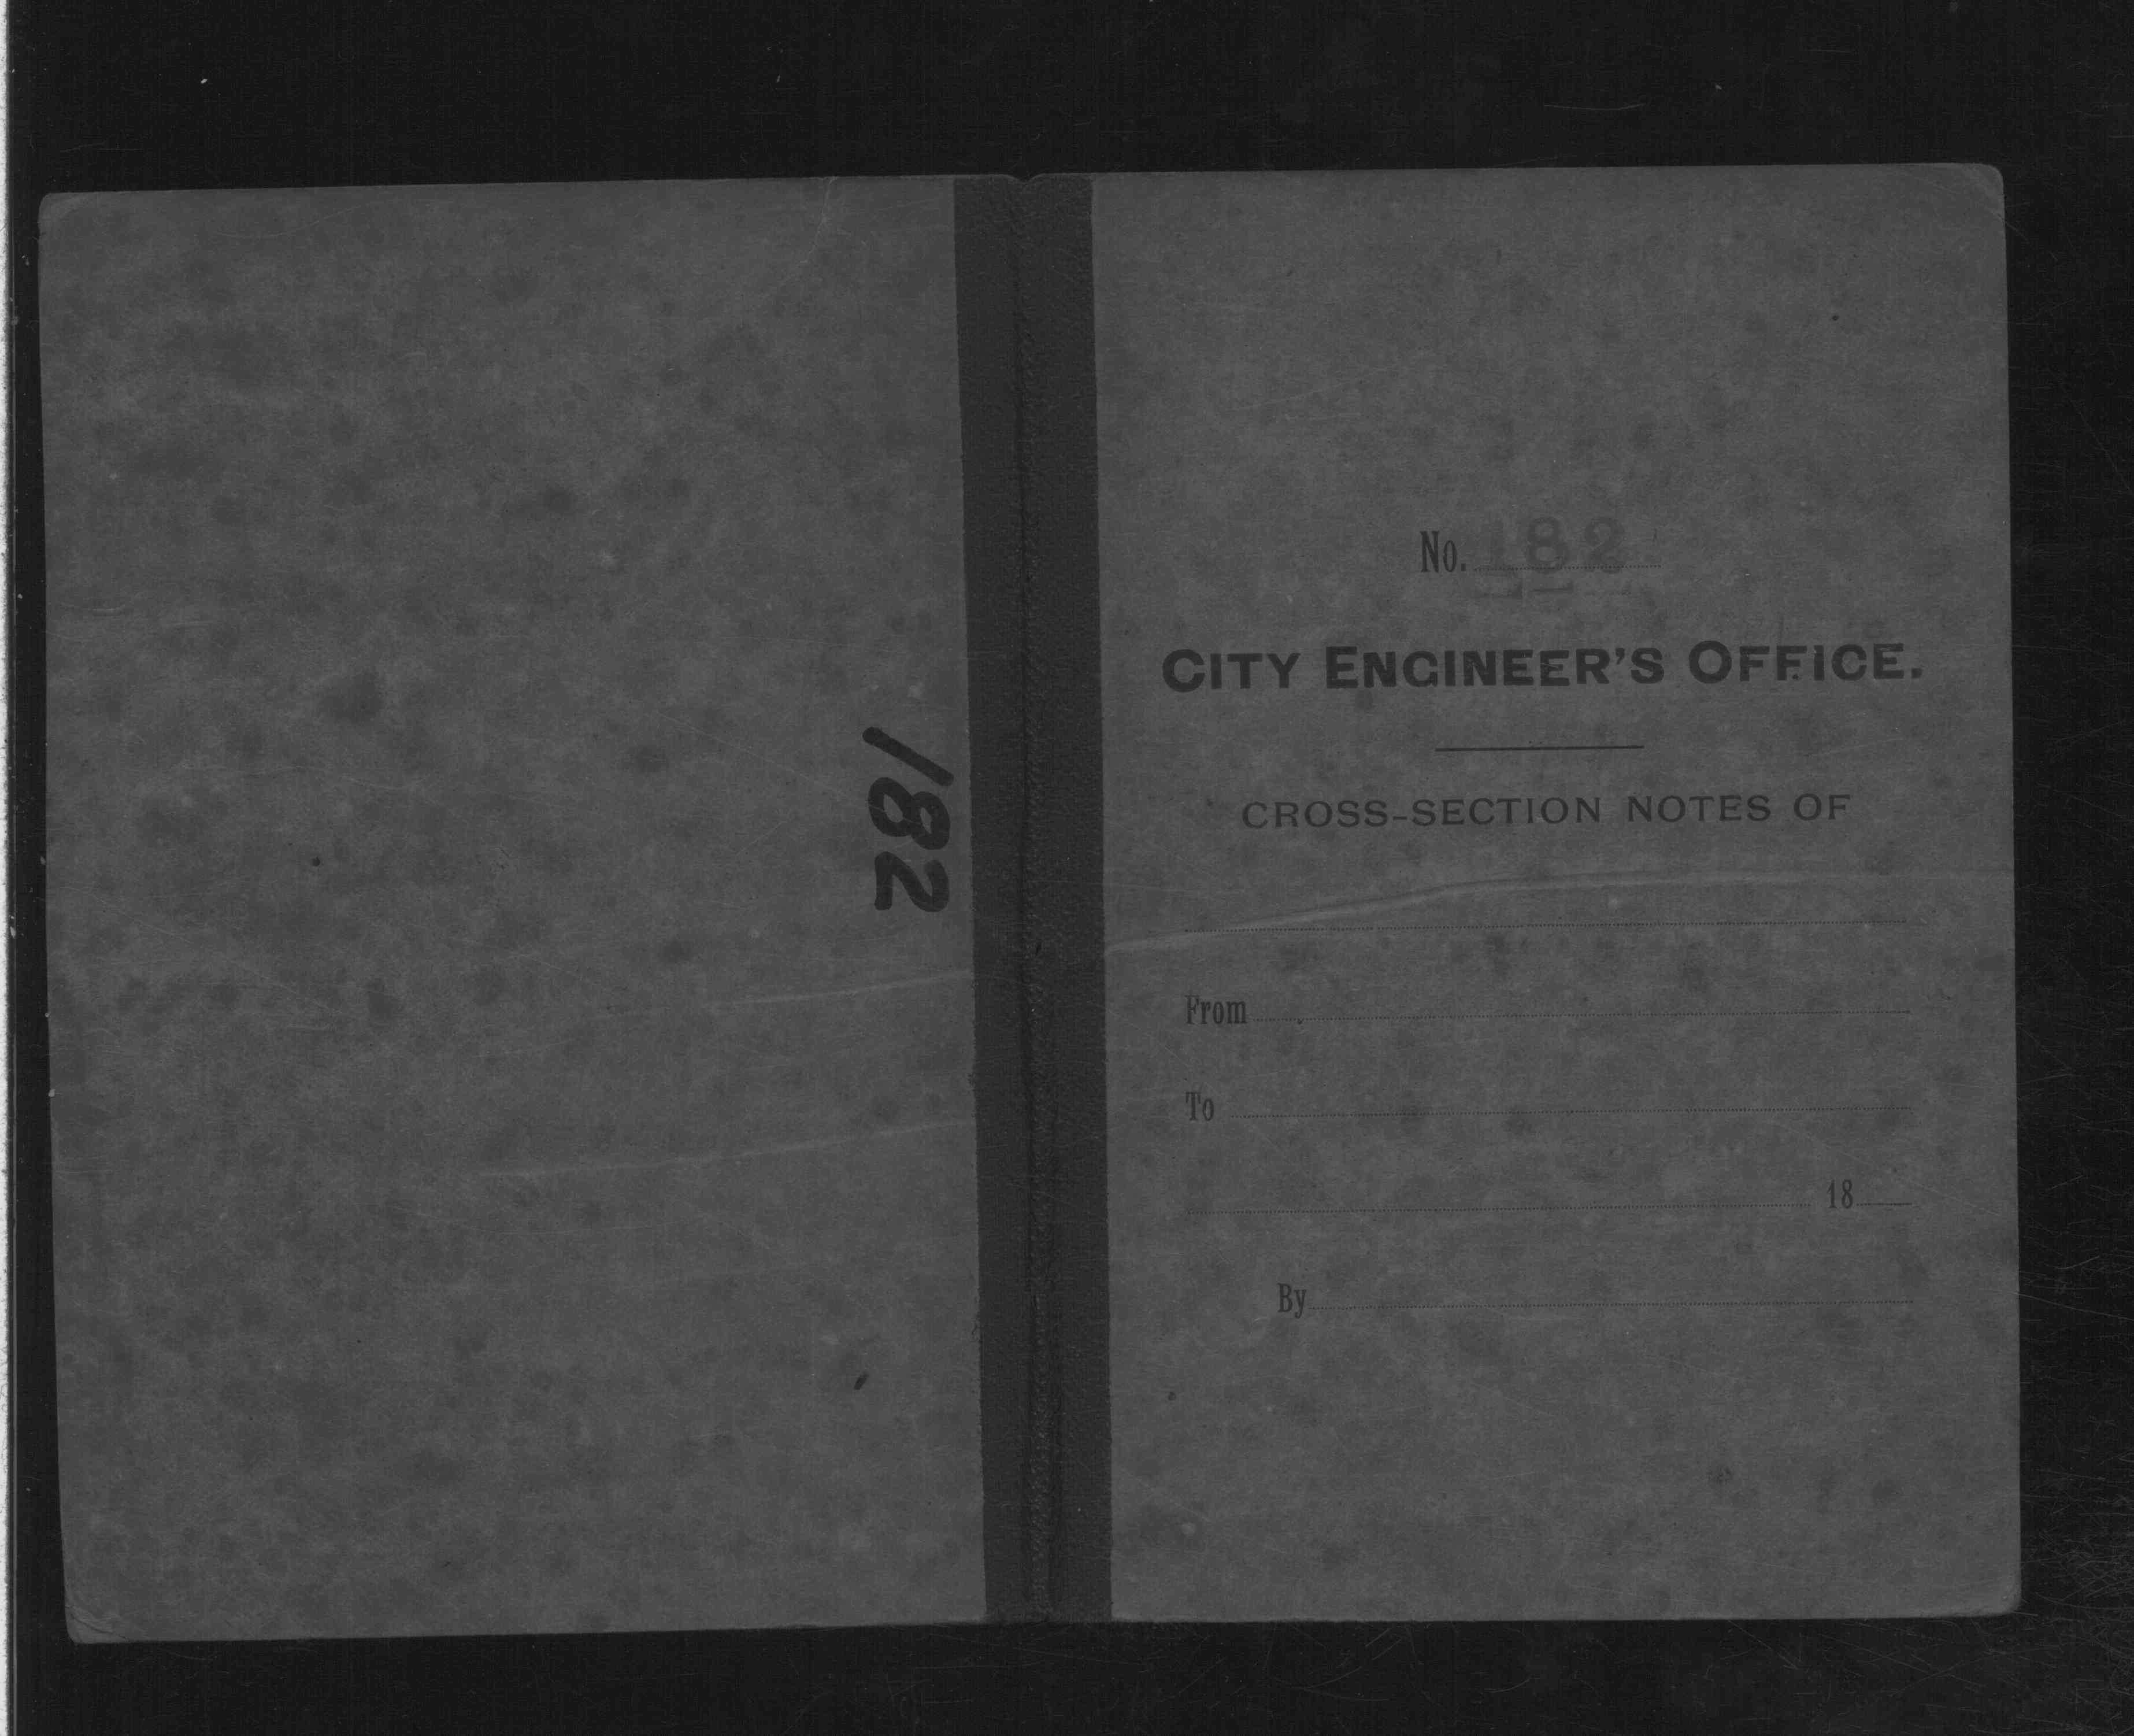 182
No. 182
CITY ENGINEER'S OFFICE.
CROSS-SECTION NOTES OF
From
To
18
By